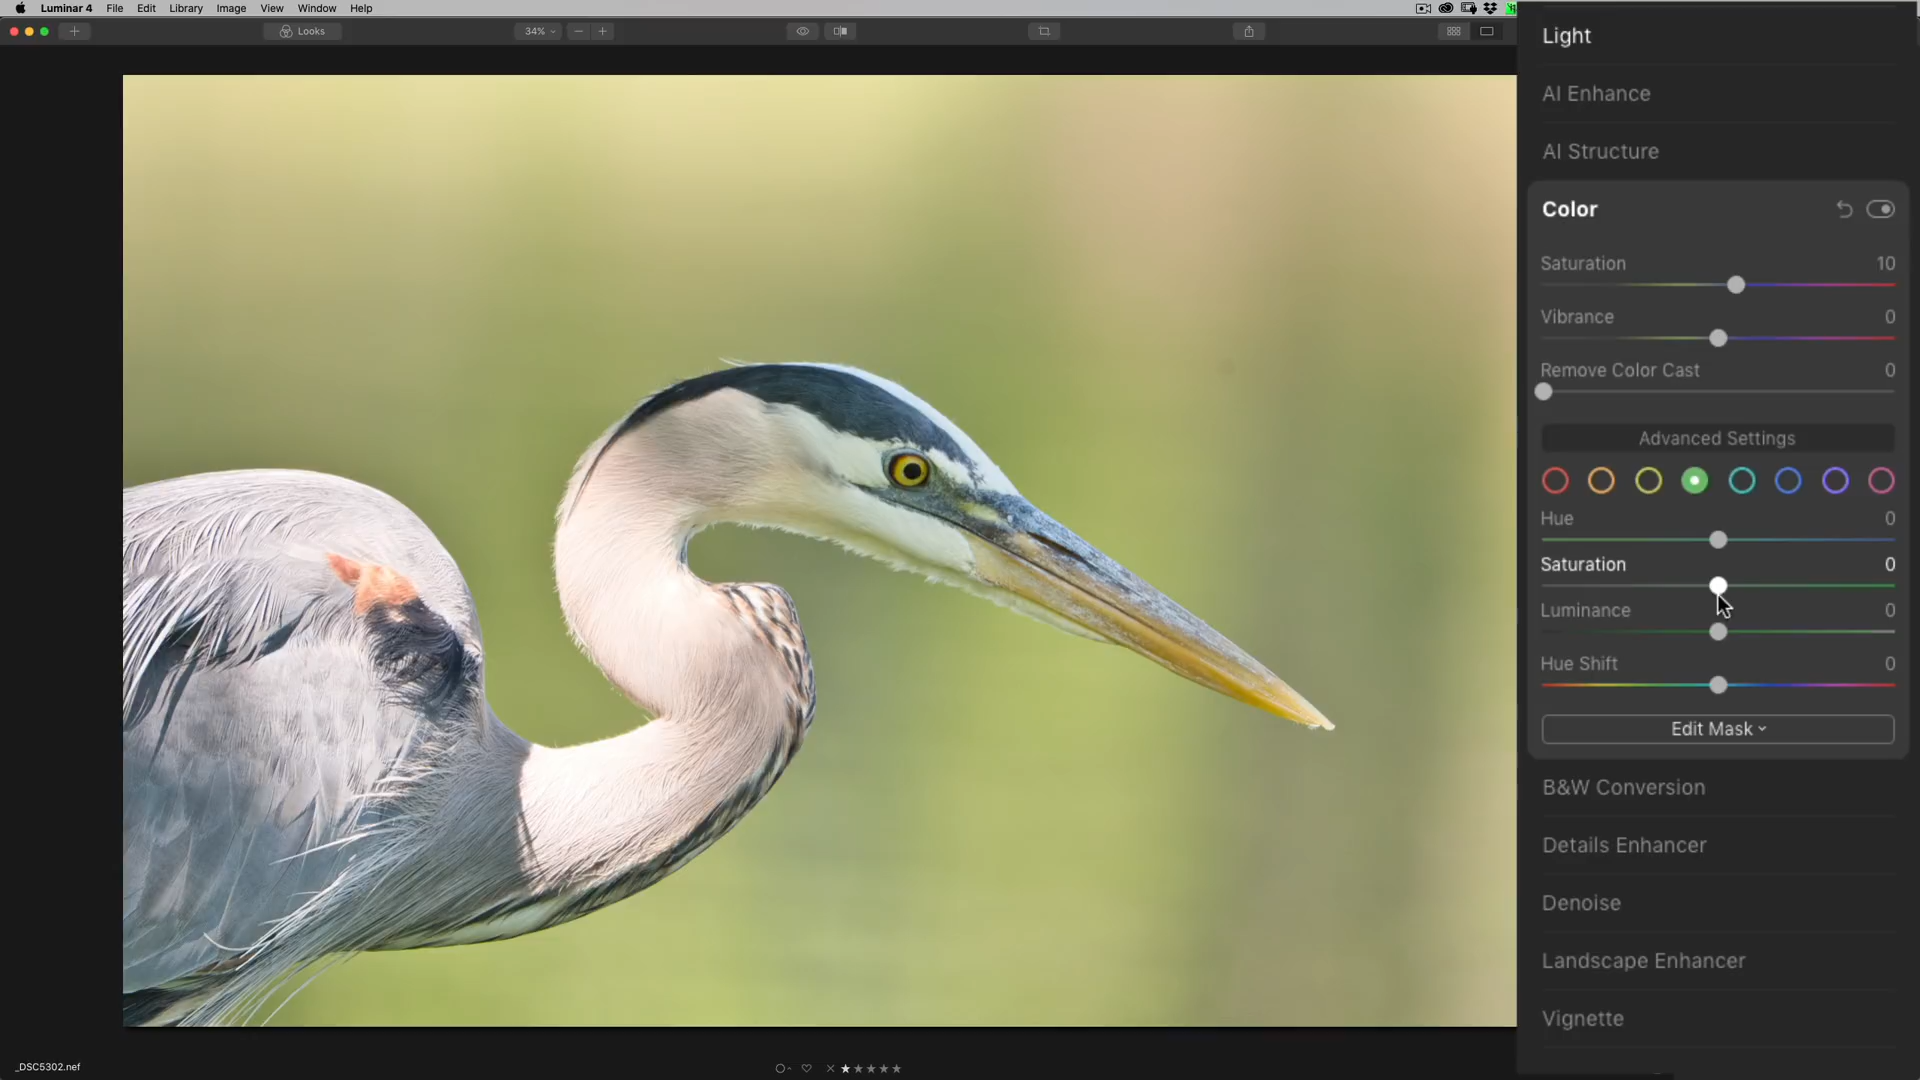 Luminar 4 File Edit Library Image View Window Help
Looks
34%
Light
AI Enhance
AI Structure
Color
Saturation 10
Vibrance 0
Remove Color Cast 0
Advanced Settings
Hue 0
Saturation 0
Luminance 0
Hue Shift 0
Edit Mask
B&W Conversion
Details Enhancer
Denoise
Landscape Enhancer
Vignette
_DSC5302.nef